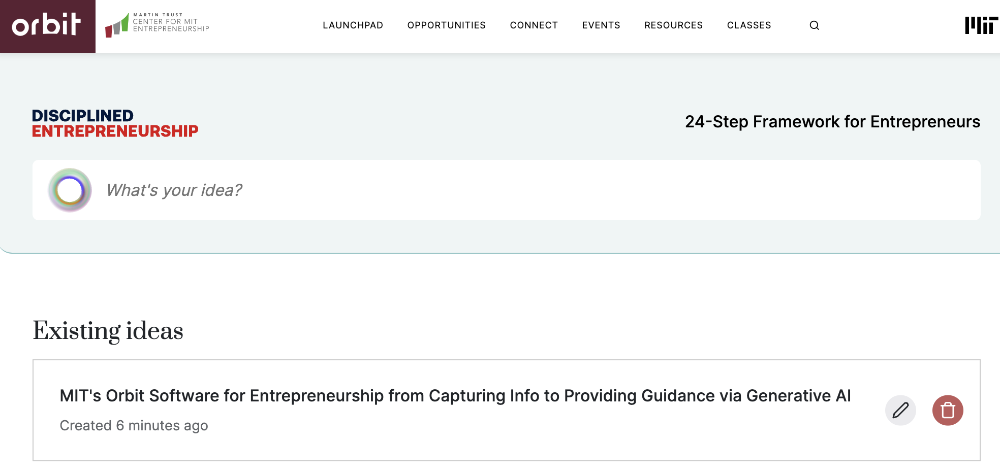 orbit
MARTIN TRUST
CENTER FOR MIT
ENTREPRENEURSHIP
LAUNCHPAD OPPORTUNITIES CONNECT EVENTS RESOURCES CLASSES
MIT
DISCIPLINED
ENTREPRENEURSHIP
24-Step Framework for Entrepreneurs
What's your idea?
Existing ideas
MIT's Orbit Software for Entrepreneurship from Capturing Info to Providing Guidance via Generative AI
Created 6 minutes ago